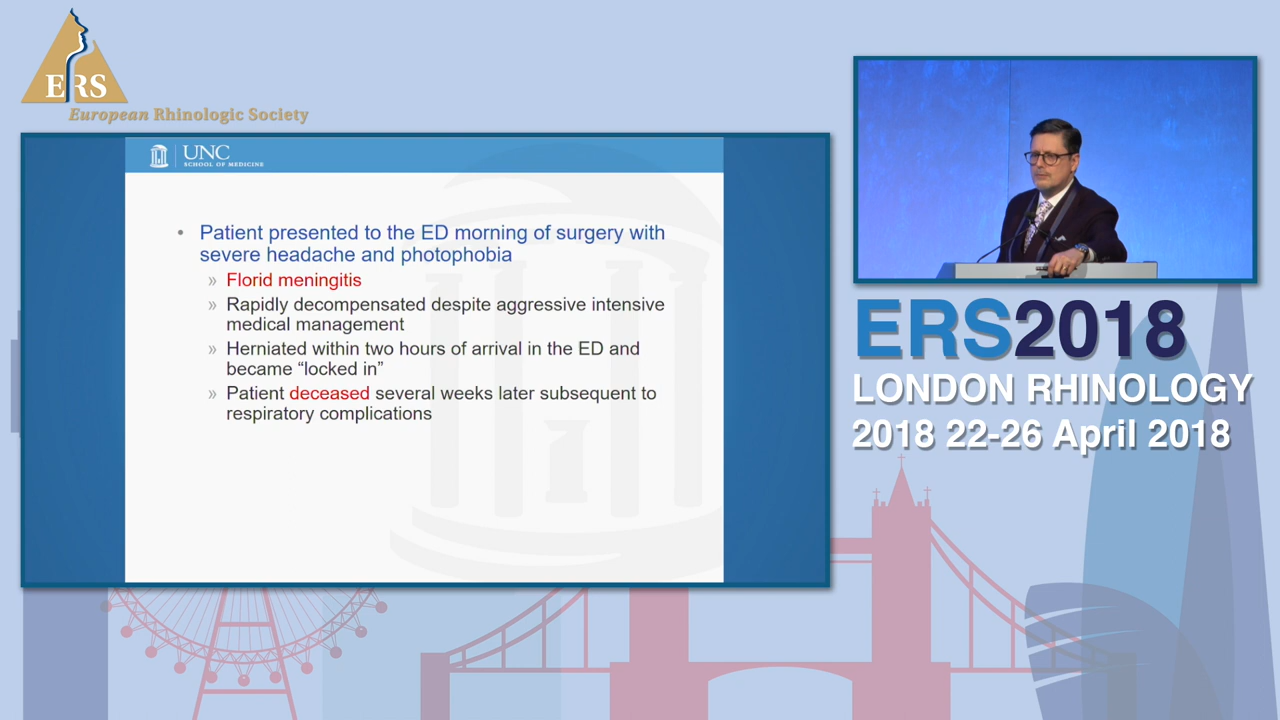 ERS
European Rhinologic Society
UNC
SCHOOL OF MEDICINE
• Patient presented to the ED morning of surgery with
severe headache and photophobia
» Florid meningitis
» Rapidly decompensated despite aggressive intensive
medical management
» Herniated within two hours of arrival in the ED and
became “locked in”
» Patient deceased several weeks later subsequent to
respiratory complications
ERS2018
LONDON RHINOLOGY
2018 22-26 April 2018